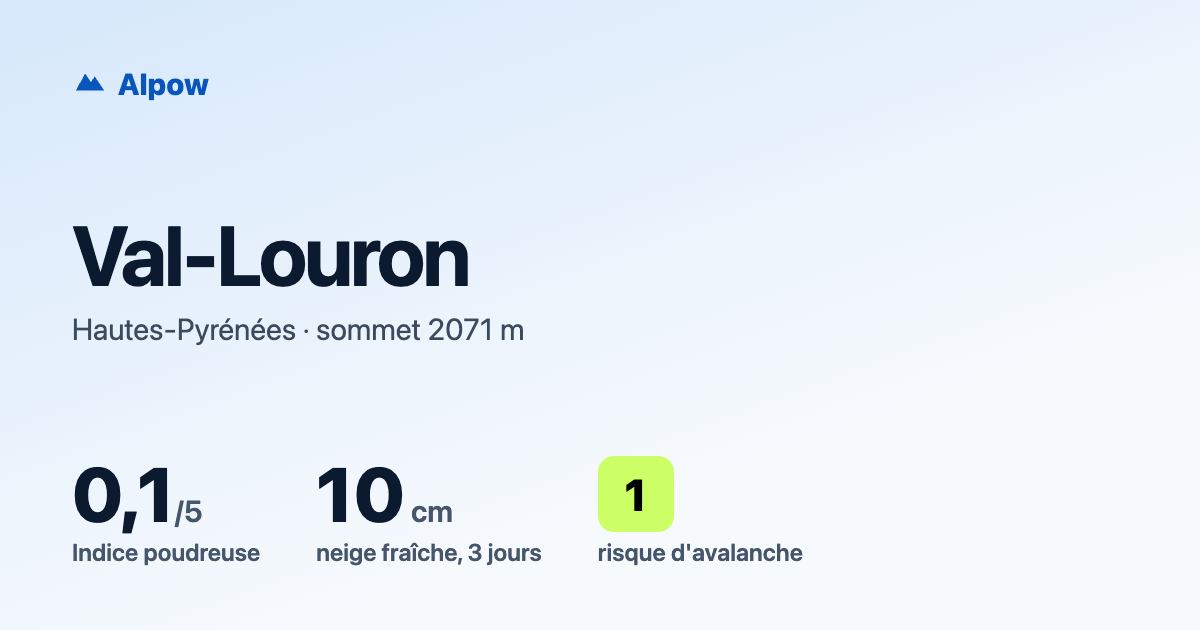 Alpow
Val-Louron
Hautes-Pyrénées · sommet 2071 m
0,1/5
Indice poudreuse
10 cm
neige fraîche, 3 jours
1
risque d'avalanche